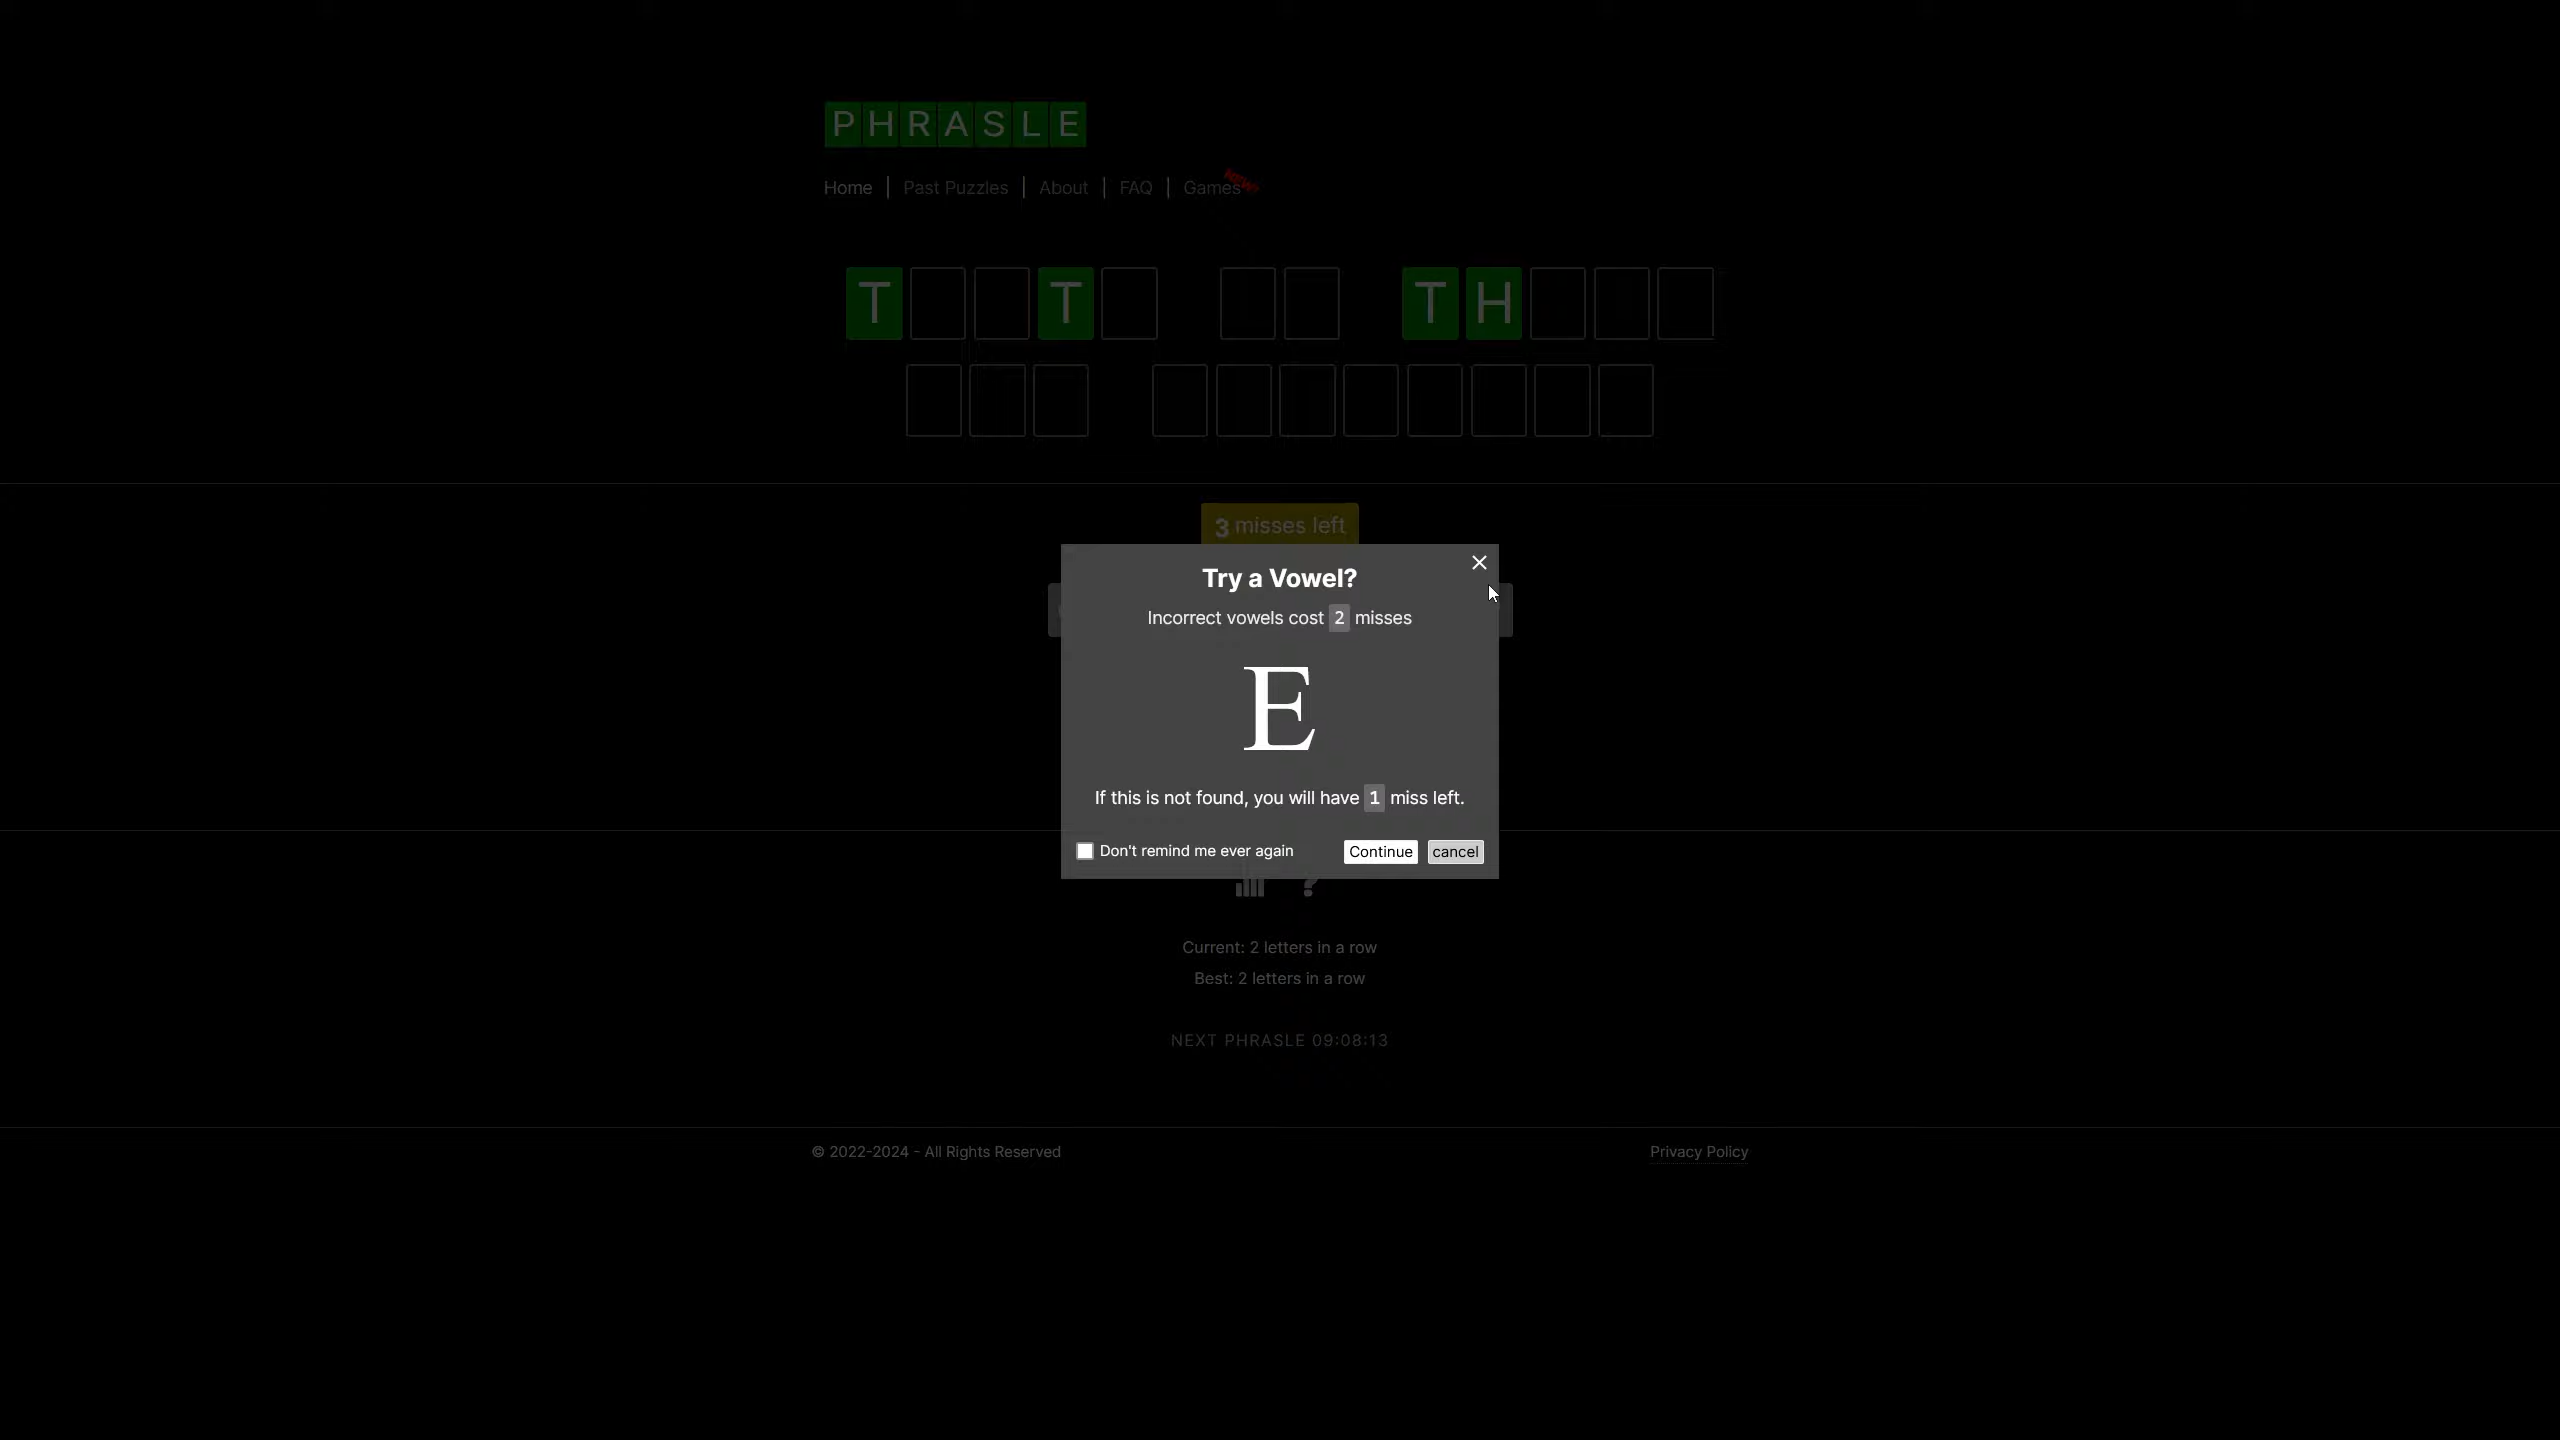 PHRASLE
Home | Past Puzzles | About | FAQ | Games
T T TH
3 misses left
Try a Vowel?
Incorrect vowels cost 2 misses
E
If this is not found, you will have 1 miss left.
Don't remind me ever again Continue cancel
?
Current: 2 letters in a row
Best: 2 letters in a row
NEXT PHRASLE 09:08:13
© 2022-2024 - All Rights Reserved Privacy Policy